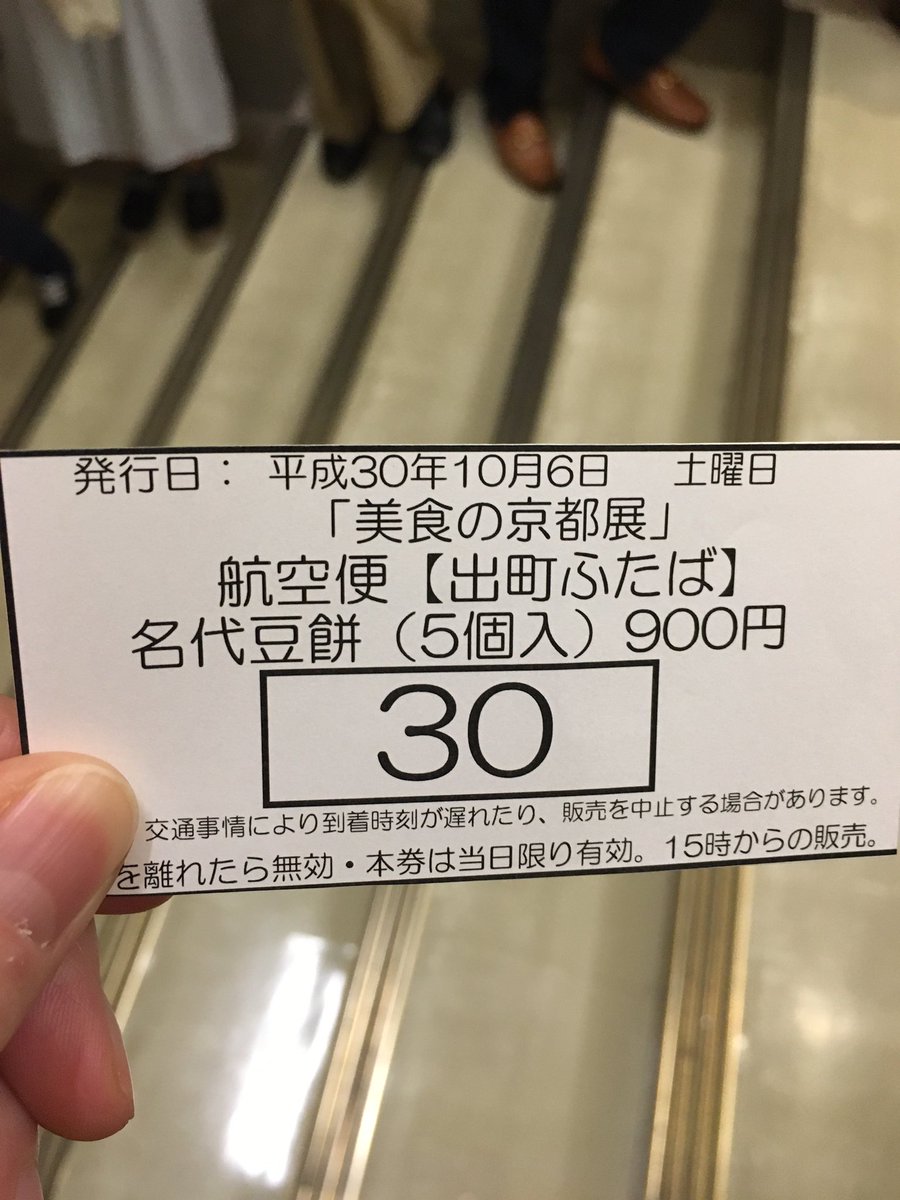 発行日： 平成30年10月6日 土曜日
「美食の京都展」
航空便【出町ふたば】
名代豆餅（5個入）900円
30
交通事情により到着時刻が遅れたり、販売を中止する場合があります。
を離れたら無効・本券は当日限り有効。15時からの販売。